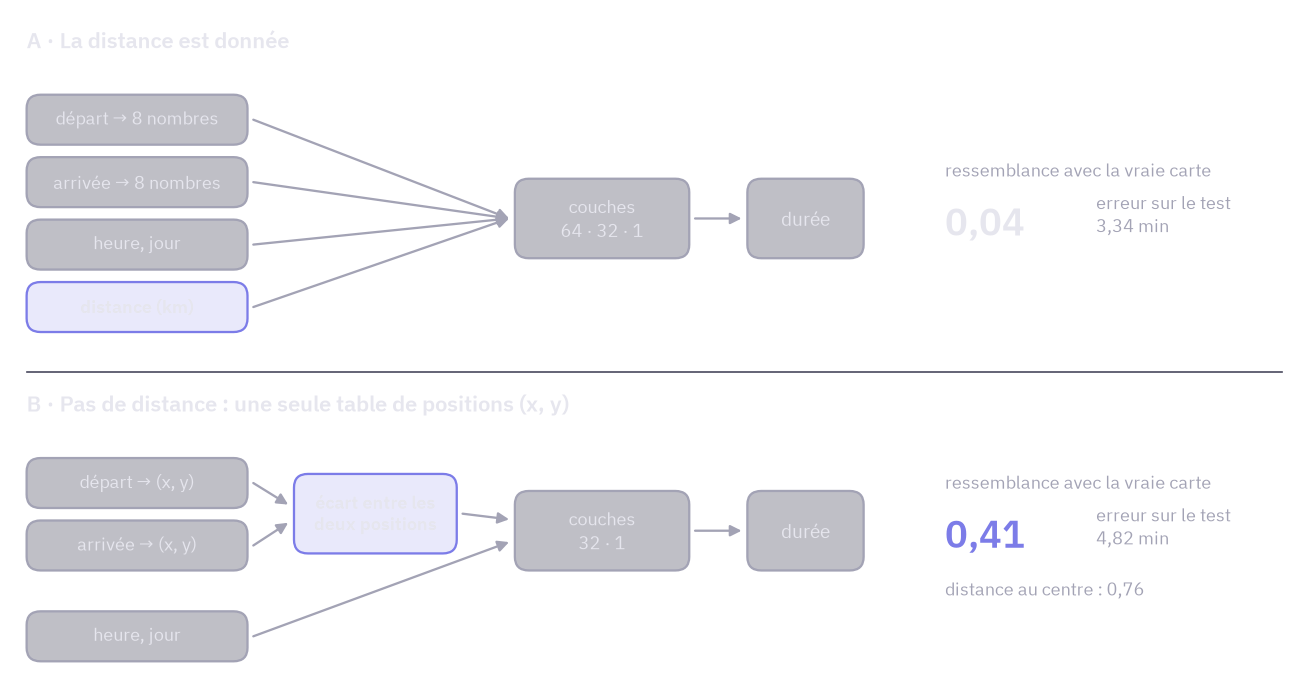 A · La distance est donnée
départ → 8 nombres
arrivée → 8 nombres
heure, jour
distance (km)
couches
64 · 32 · 1
durée
ressemblance avec la vraie carte
0,04
erreur sur le test
3,34 min
B · Pas de distance : une seule table de positions (x, y)
départ → (x, y)
arrivée → (x, y)
heure, jour
écart entre les
deux positions
couches
32 · 1
durée
ressemblance avec la vraie carte
0,41
erreur sur le test
4,82 min
distance au centre : 0,76